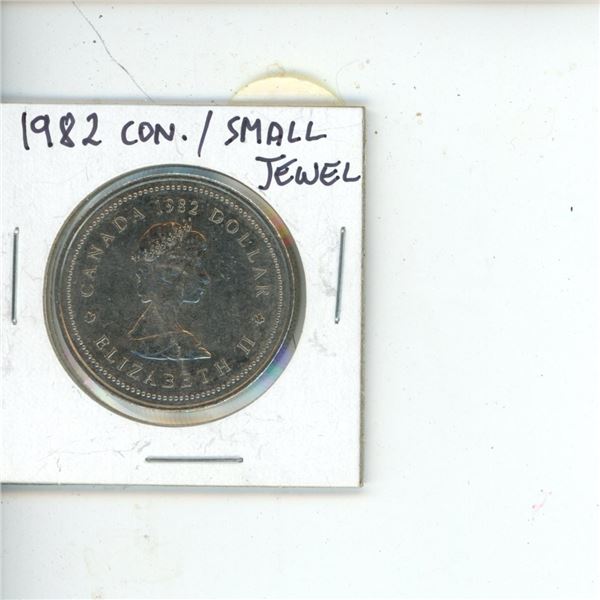 1982 CON. / SMALL
JEWEL
CANADA 1982 DOLLAR
ELIZABETH II